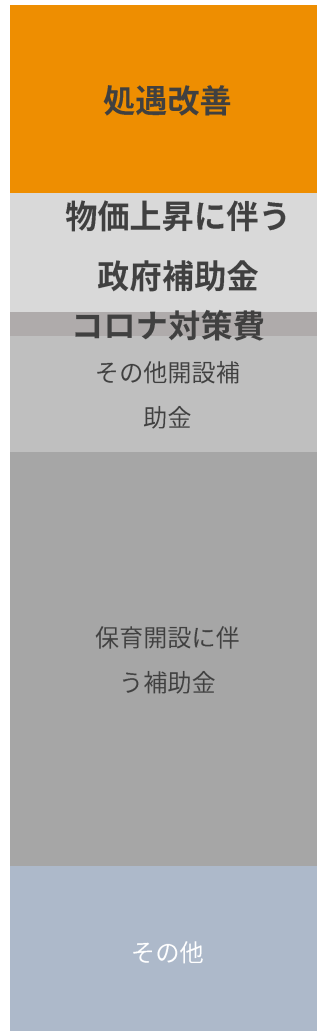 処遇改善
物価上昇に伴う
政府補助金
コロナ対策費
その他開設補
助金
保育開設に伴
う補助金
その他